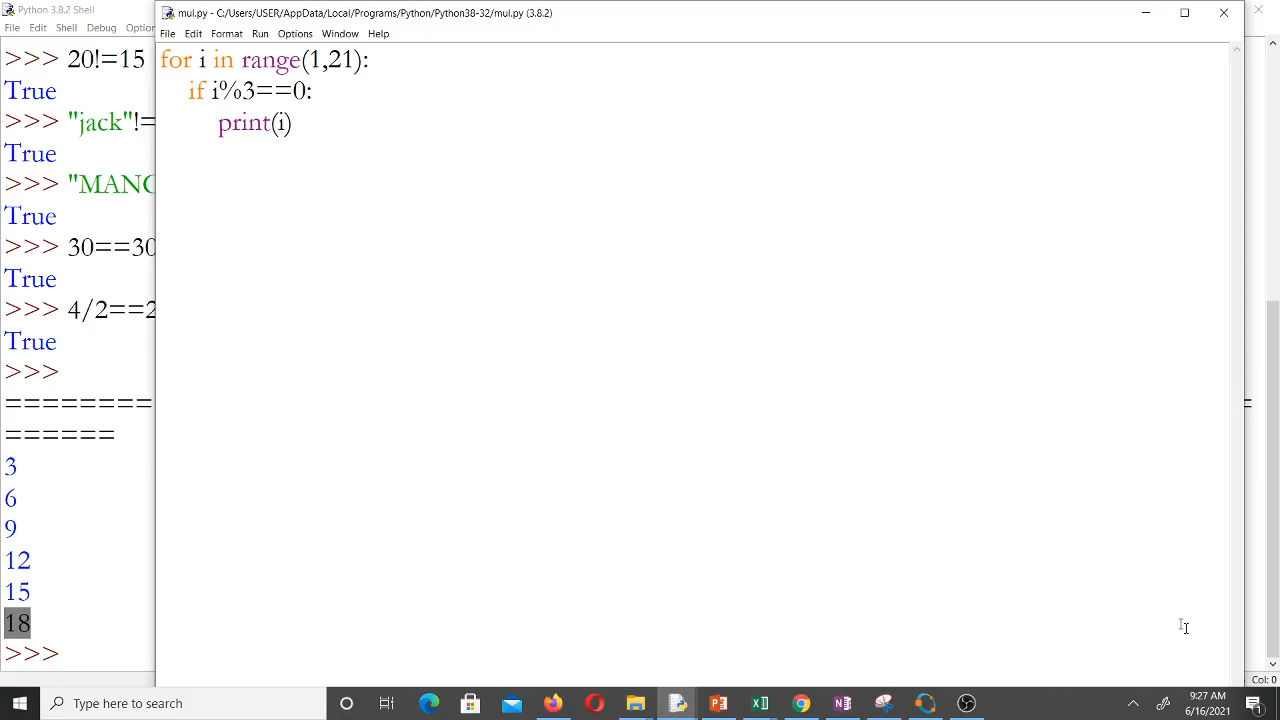 Python 3.8.2 Shell
File Edit Shell Debug Option
>>> 20!=15
True
>>> "jack"!=
True
>>> "MANG
True
>>> 30==30
True
>>> 4/2==2
True
>>>
========= =
======
3
6
9
12
15
18
>>>
mul.py - C:/Users/USER/AppData/Local/Programs/Python/Python38-32/mul.py (3.8.2)
File Edit Format Run Options Window Help
for i in range(1,21):
if i%3==0:
print(i)
Col: 0
Type here to search
9:27 AM
6/16/2021
1